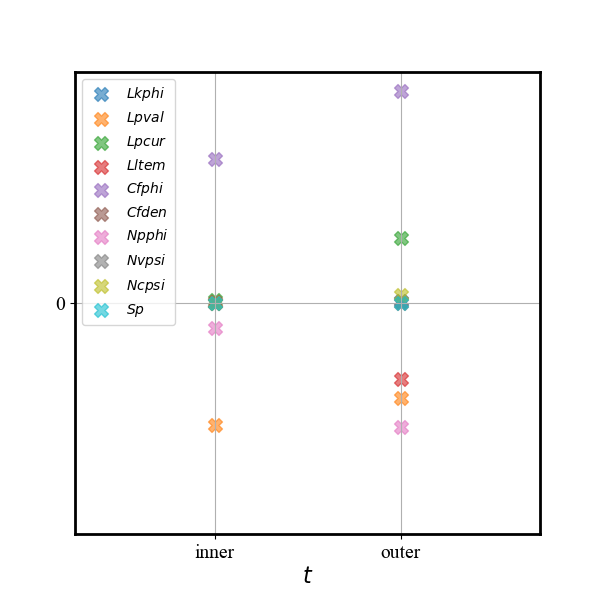 Lkphi
Lpval
Lpcur
Lltem
Cfphi
Cfden
Npphi
Nvpsi
Ncpsi
Sp
0
inner outer
t